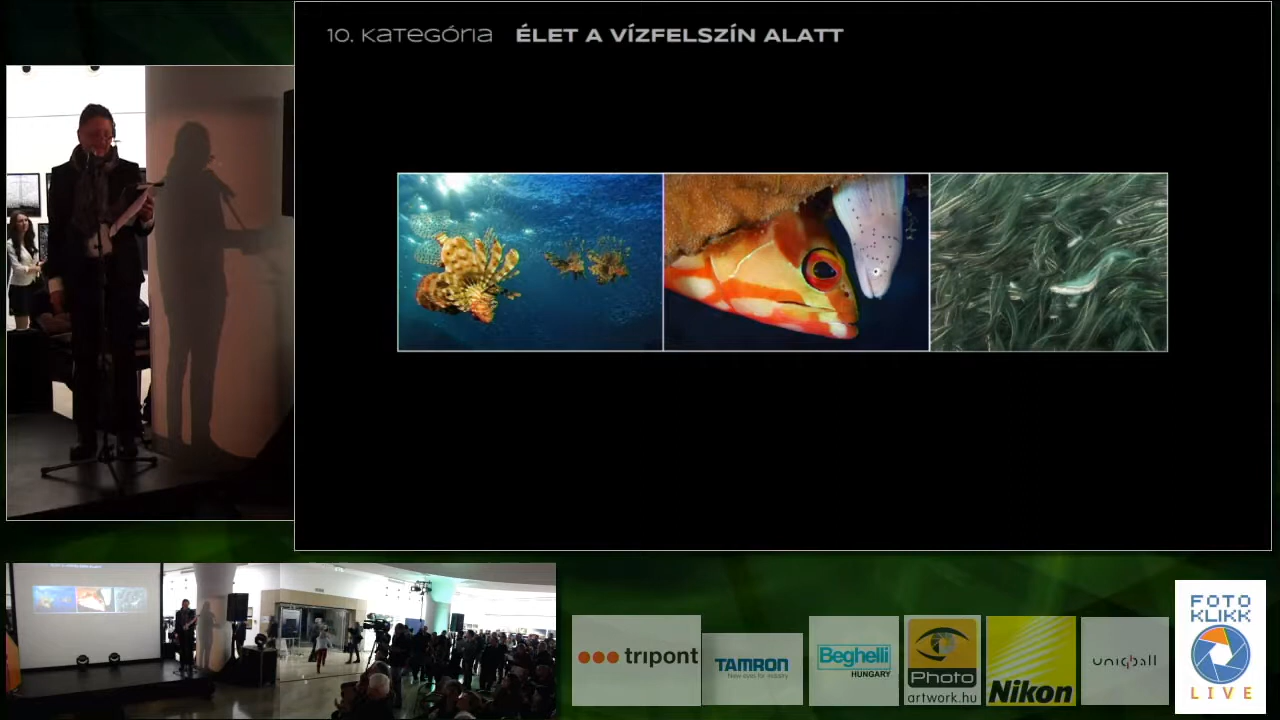 10. kategória ÉLET A VÍZFELSZÍN ALATT
tripont
TAMRON
New eyes for industry
Beghelli
HUNGARY
Photo
artwork.hu
Nikon
uniqball
FOTO
KLIKK
LIVE